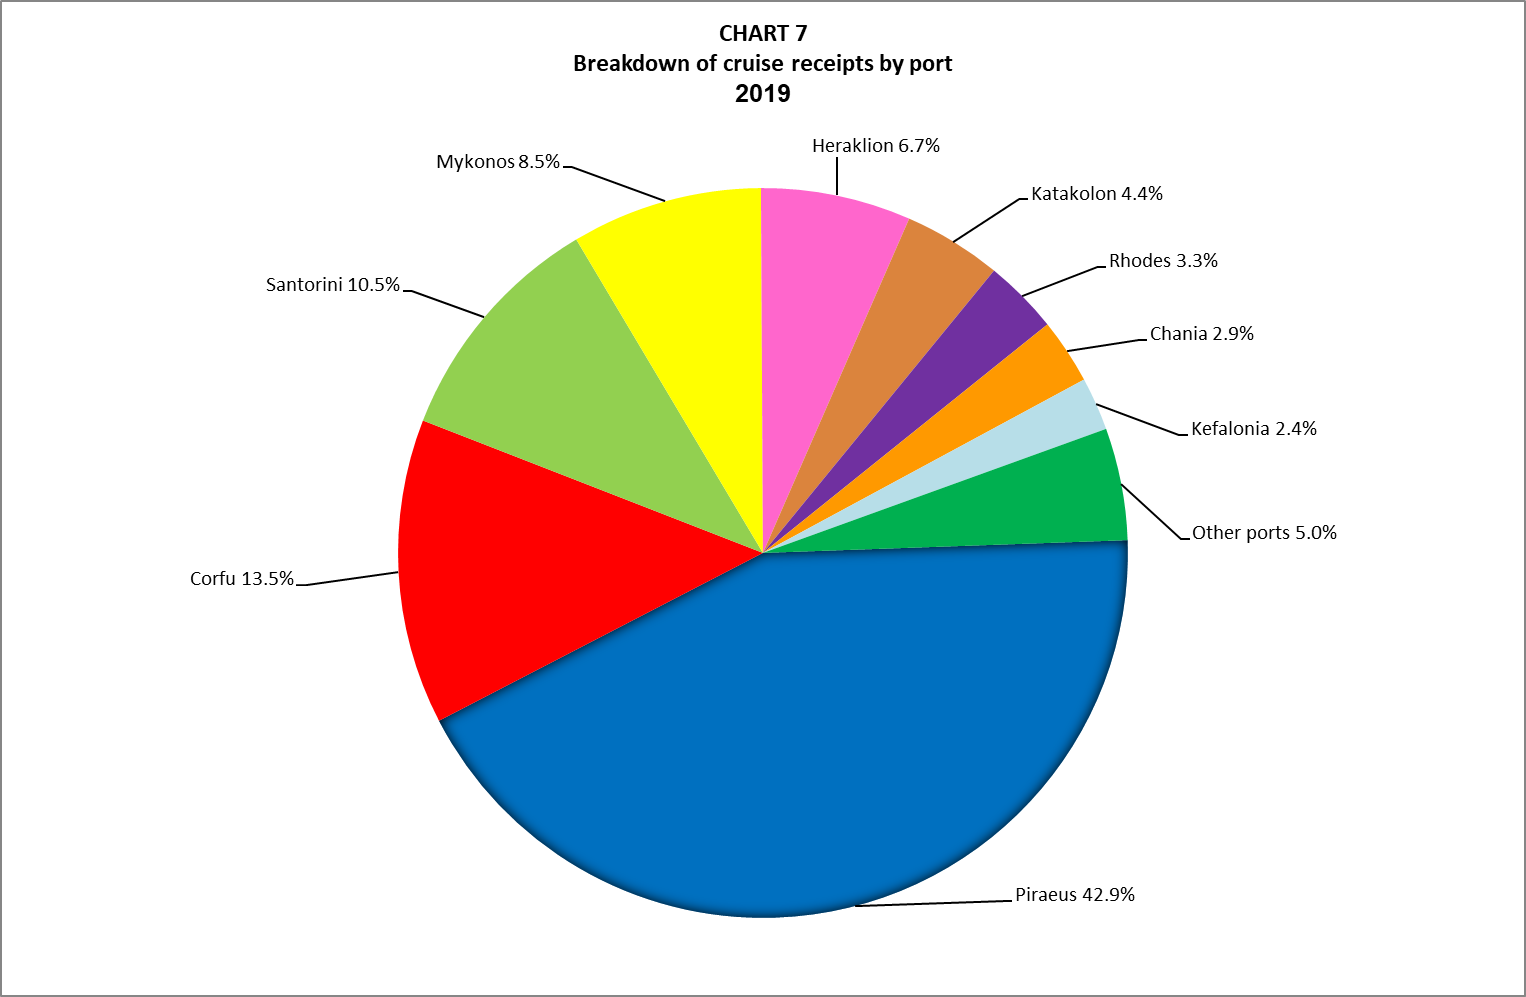 CHART 7
Breakdown of cruise receipts by port
2019
Heraklion 6.7%
Mykonos 8.5%
Katakolon 4.4%
Rhodes 3.3%
Santorini 10.5%
Chania 2.9%
Kefalonia 2.4%
Other ports 5.0%
Corfu 13.5%
Piraeus 42.9%